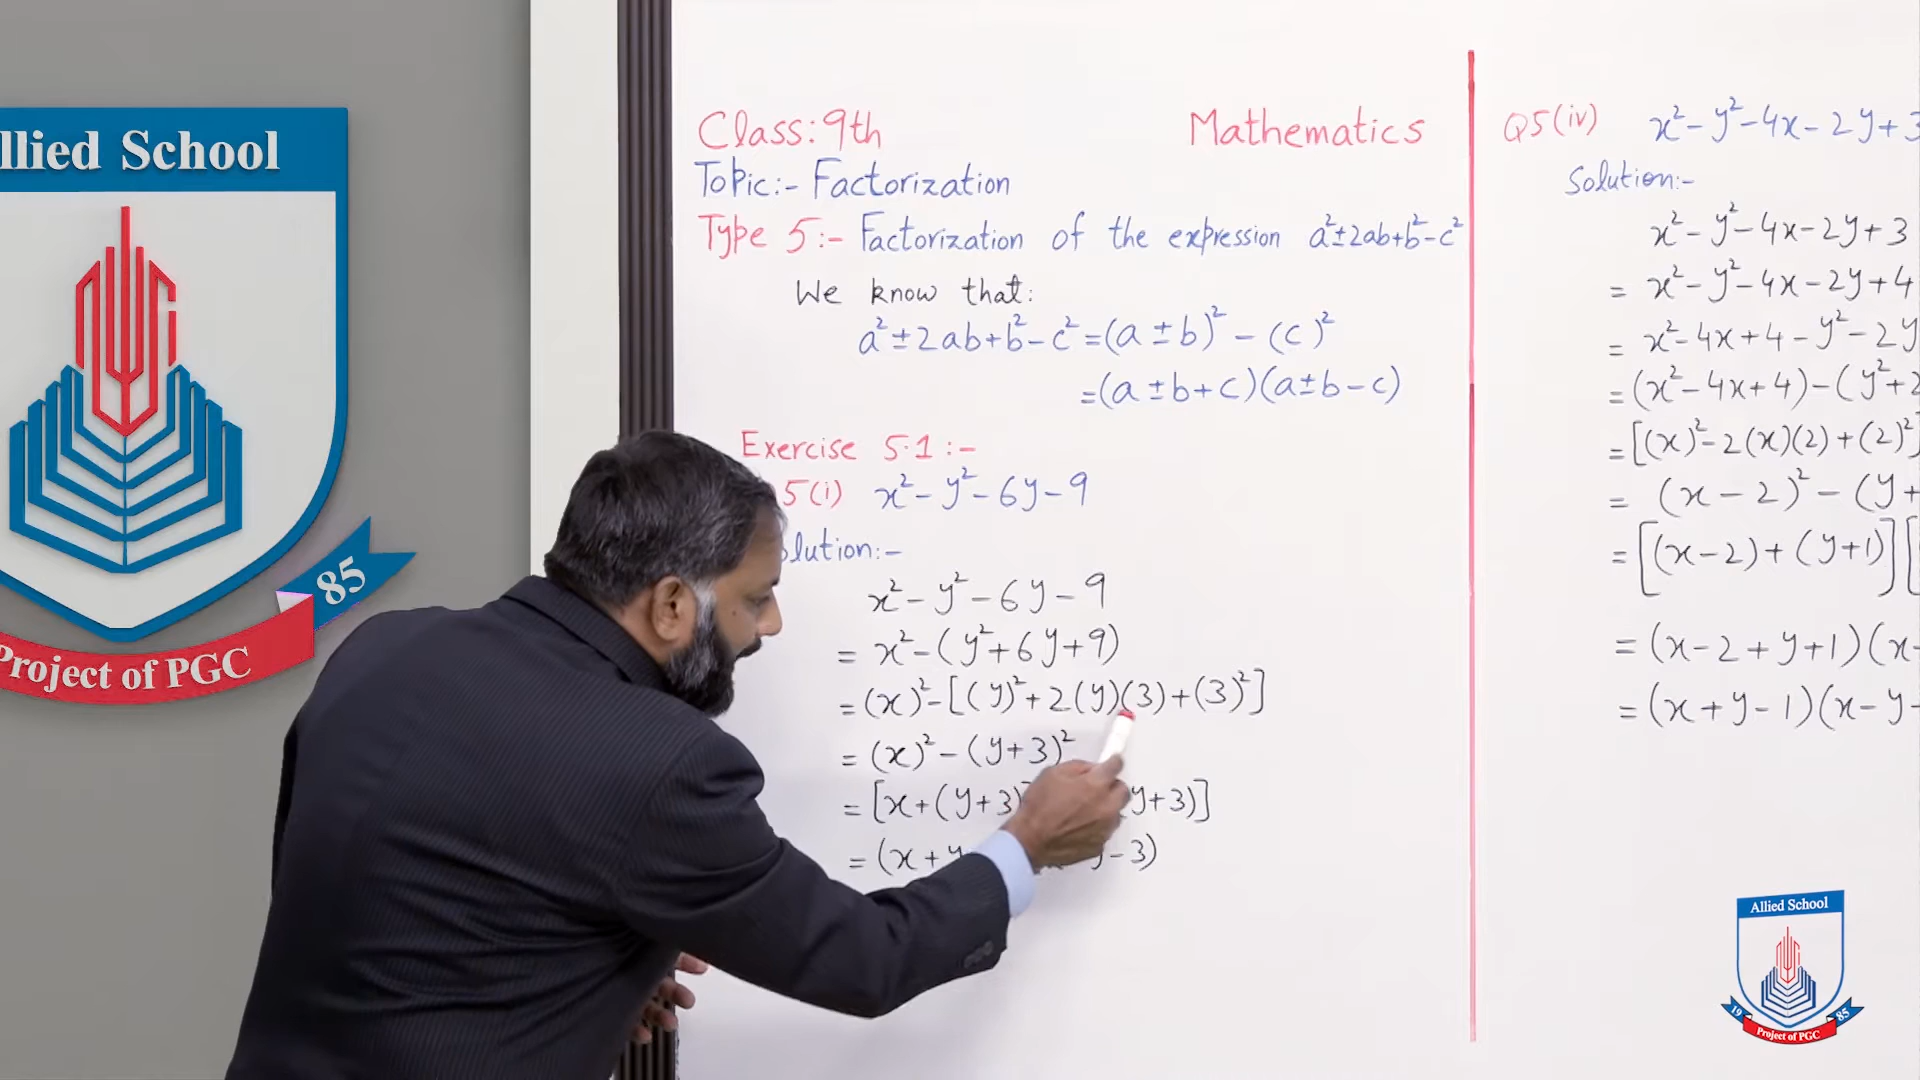 llied School
85
Project of PGC
Class: 9th Mathematics
Topic:- Factorization
Type 5:- Factorization of the expression a²±2ab+b²-c²
We know that:
a²±2ab+b²-c²=(a±b)²-(c)²
=(a±b+c)(a±b-c)
Exercise 5.1:-
5(i) x²-y²-6y-9
olution:-
x²-y²-6y-9
= x²-(y²+6y+9)
=(x)²-[(y)²+2(y)(3)+(3)²]
=(x)²-(y+3)²
=[x+(y+3) y+3)]
=(x+y y-3)
Q5(iv) x²-y²-4x-2y+3
Solution:-
x²-y²-4x-2y+3
= x²-y²-4x-2y+4
= x²-4x+4-y²-2y
=(x²-4x+4)-(y²+2
=[(x)²-2(x)(2)+(2)²]
= (x-2)²-(y+
=[(x-2)+(y+1)][
=(x-2+y+1)(x-
=(x+y-1)(x-y-
Allied School
19 85
Project of PGC